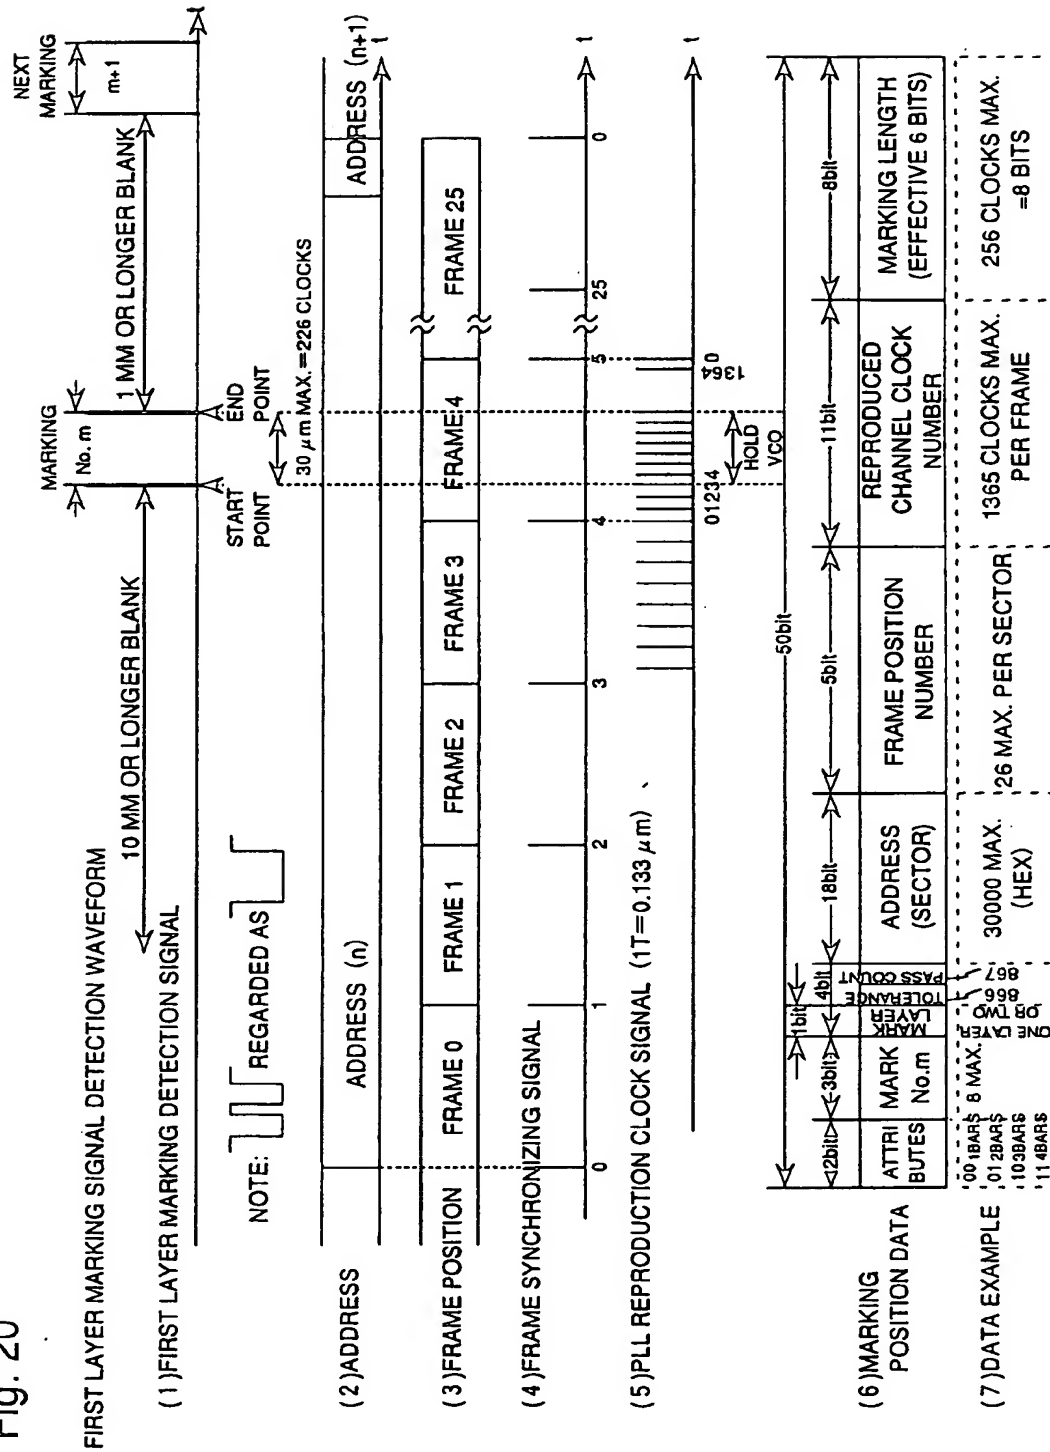 Fig. 20
FIRST LAYER MARKING SIGNAL DETECTION WAVEFORM
NEXT
MARKING
m+1
MARKING
No. m
10 MM OR LONGER BLANK
1 MM OR LONGER BLANK
(1)FIRST LAYER MARKING DETECTION SIGNAL
t
START
POINT
END
POINT
NOTE:
REGARDED AS
30 μm MAX.=226 CLOCKS
(2)ADDRESS
ADDRESS (n)
ADDRESS (n+1)
t
(3)FRAME POSITION
FRAME 0
FRAME 1
FRAME 2
FRAME 3
FRAME 4
FRAME 25
(4)FRAME SYNCHRONIZING SIGNAL
0
1
2
3
4
5
25
0
t
(5)PLL REPRODUCTION CLOCK SIGNAL (1T=0.133 μm)
01234
1364
0
t
HOLD
VCO
50bit
2bit
3bit
1bit
4bit
18bit
5bit
11bit
8bit
(6)MARKING
POSITION DATA
ATTRI
BUTES
MARK
No.m
MARK
LAYER
TOLERANCE
PASS COUNT
ADDRESS
(SECTOR)
FRAME POSITION
NUMBER
REPRODUCED
CHANNEL CLOCK
NUMBER
MARKING LENGTH
(EFFECTIVE 6 BITS)
(7)DATA EXAMPLE
00 1BARS
01 2BARS
10 3BARS
11 4BARS
8 MAX.
ONE LAYER
OR TWO
866
867
30000 MAX.
(HEX)
26 MAX. PER SECTOR
1365 CLOCKS MAX.
PER FRAME
256 CLOCKS MAX.
=8 BITS